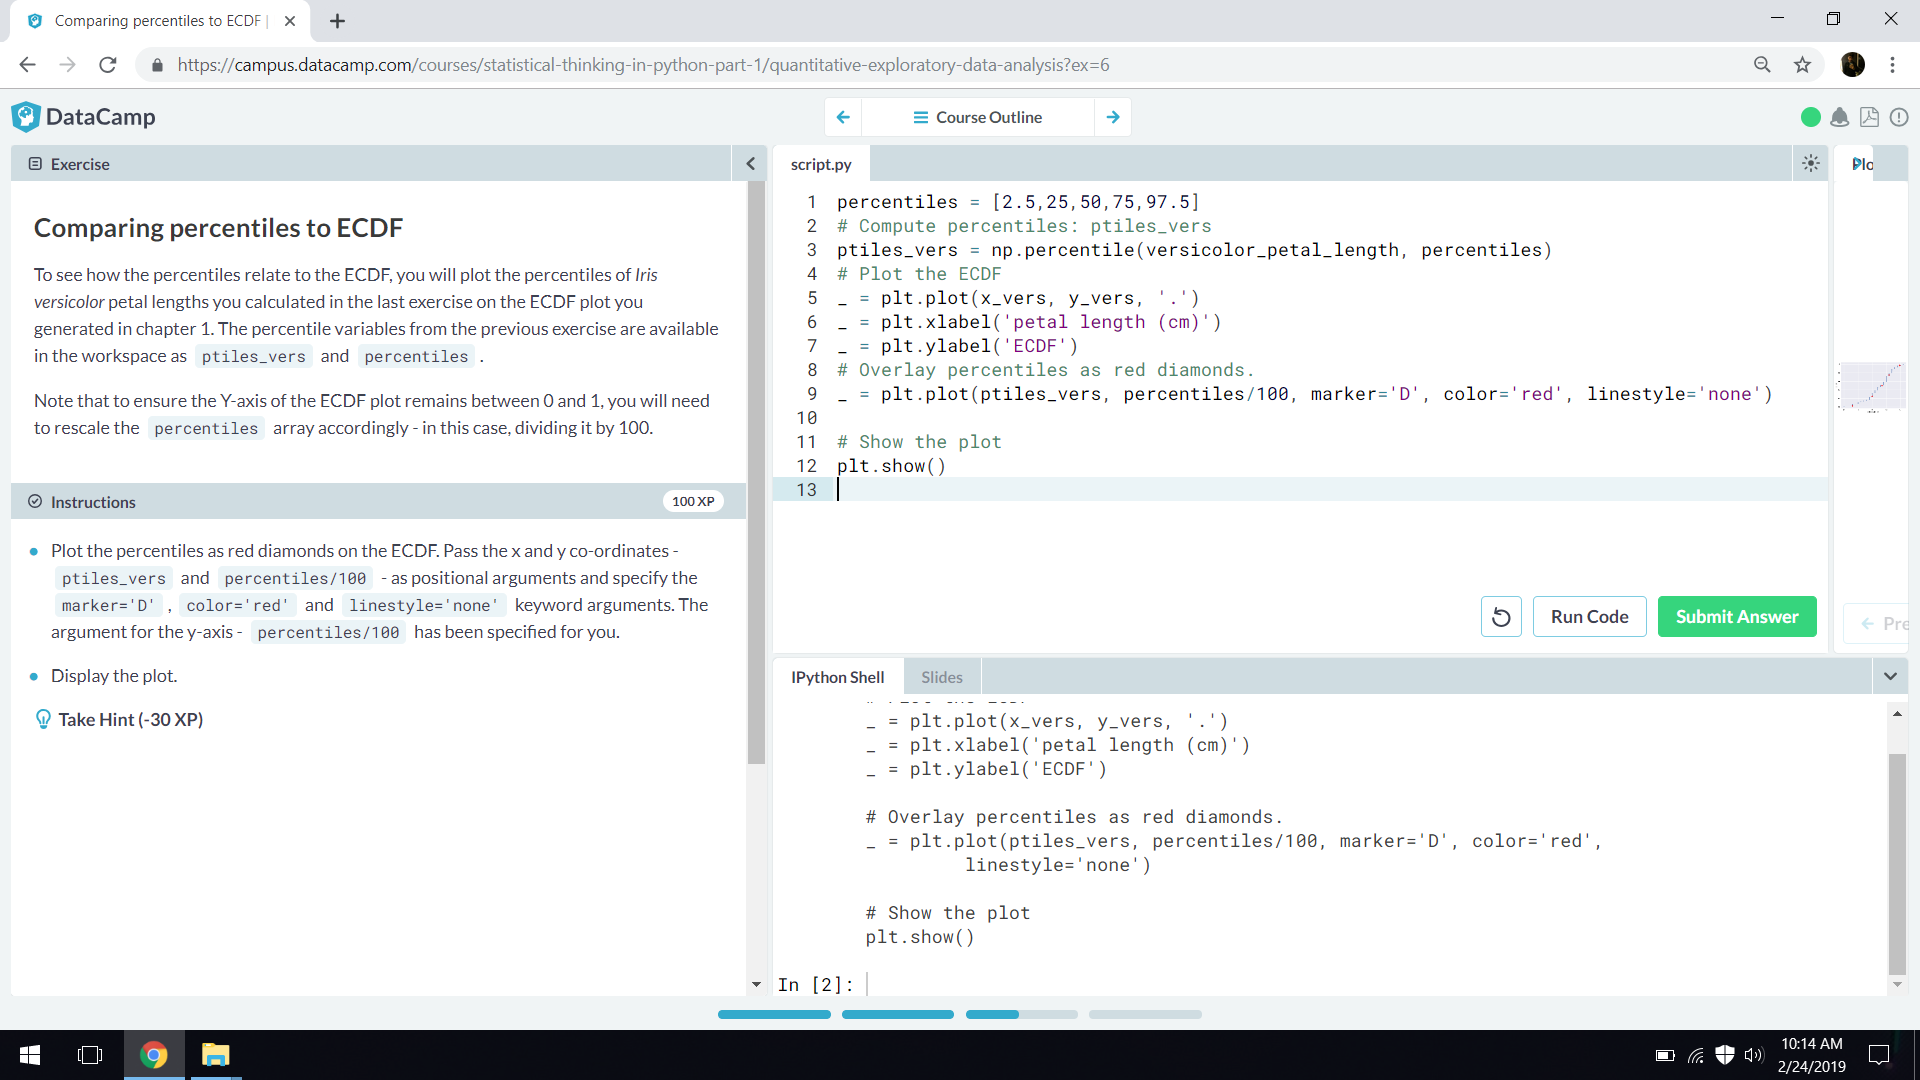 Comparing percentiles to ECDF |
https://campus.datacamp.com/courses/statistical-thinking-in-python-part-1/quantitative-exploratory-data-analysis?ex=6
DataCamp
Course Outline
Exercise
Comparing percentiles to ECDF
To see how the percentiles relate to the ECDF, you will plot the percentiles of Iris
versicolor petal lengths you calculated in the last exercise on the ECDF plot you
generated in chapter 1. The percentile variables from the previous exercise are available
in the workspace as ptiles_vers and percentiles .
Note that to ensure the Y-axis of the ECDF plot remains between 0 and 1, you will need
to rescale the percentiles array accordingly - in this case, dividing it by 100.
Instructions
100 XP
Plot the percentiles as red diamonds on the ECDF. Pass the x and y co-ordinates -
ptiles_vers and percentiles/100 - as positional arguments and specify the
marker='D' , color='red' and linestyle='none' keyword arguments. The
argument for the y-axis - percentiles/100 has been specified for you.
Display the plot.
Take Hint (-30 XP)
script.py
Plo
1 percentiles = [2.5,25,50,75,97.5]
2 # Compute percentiles: ptiles_vers
3 ptiles_vers = np.percentile(versicolor_petal_length, percentiles)
4 # Plot the ECDF
5 _ = plt.plot(x_vers, y_vers, '.')
6 _ = plt.xlabel('petal length (cm)')
7 _ = plt.ylabel('ECDF')
8 # Overlay percentiles as red diamonds.
9 _ = plt.plot(ptiles_vers, percentiles/100, marker='D', color='red', linestyle='none')
10
11 # Show the plot
12 plt.show()
13
Run Code
Submit Answer
Pre
IPython Shell
Slides
_ = plt.plot(x_vers, y_vers, '.')
_ = plt.xlabel('petal length (cm)')
_ = plt.ylabel('ECDF')
# Overlay percentiles as red diamonds.
_ = plt.plot(ptiles_vers, percentiles/100, marker='D', color='red',
linestyle='none')
# Show the plot
plt.show()
In [2]:
10:14 AM
2/24/2019